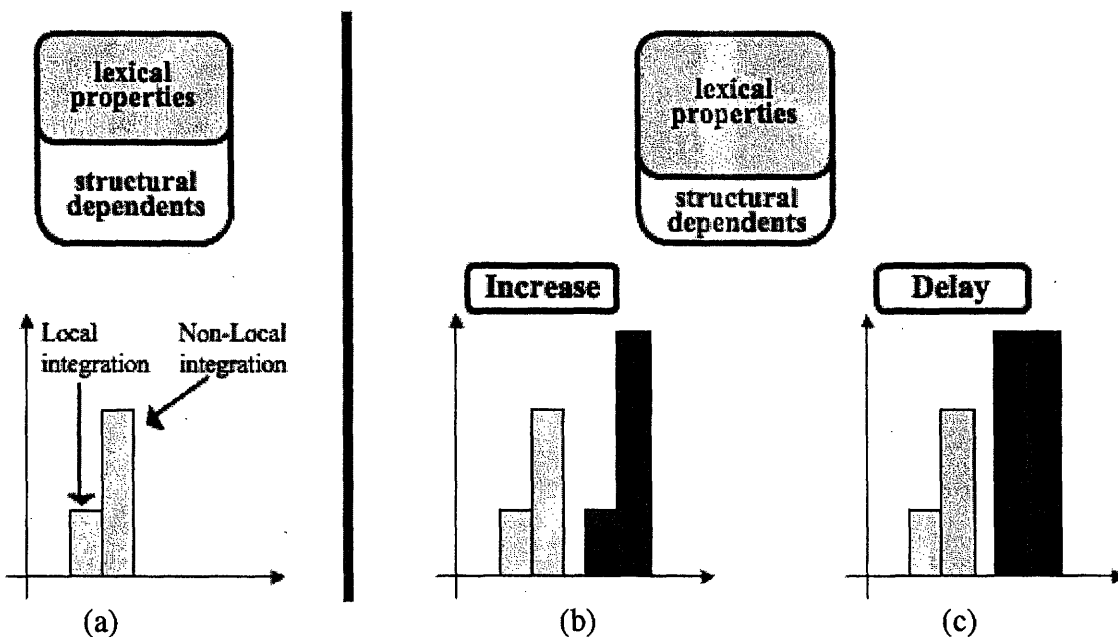 lexical
properties
structural
dependents
lexical
properties
structural
dependents
Increase
Delay
Local
integration
Non-Local
integration
(a)
(b)
(c)